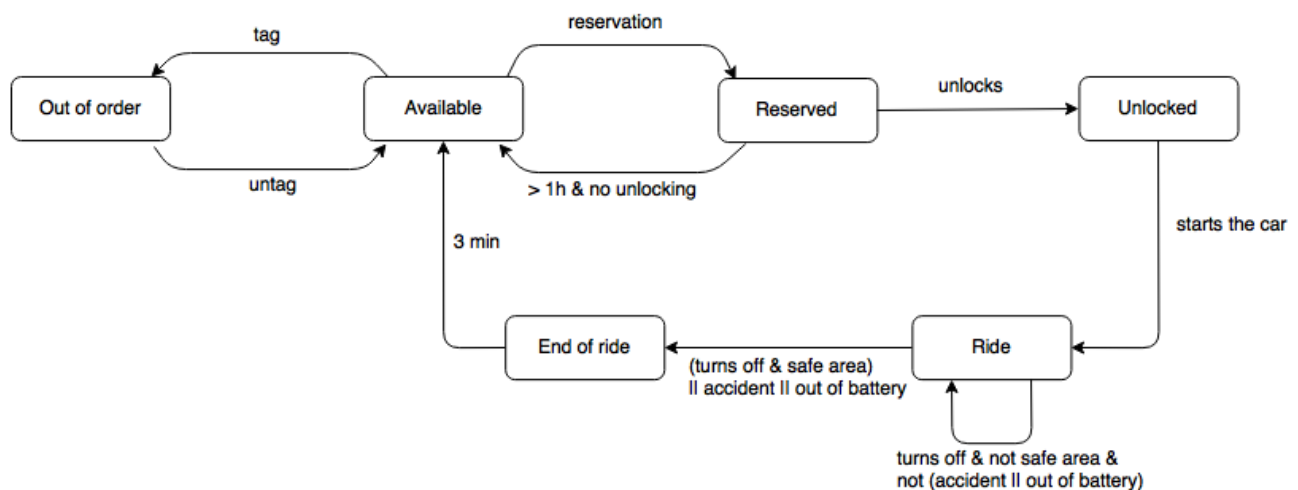 reservation
tag
Out of order
Available
Reserved
unlocks
Unlocked
untag
> 1h & no unlocking
starts the car
3 min
End of ride
Ride
(turns off & safe area)
|| accident || out of battery
turns off & not safe area &
not (accident || out of battery)